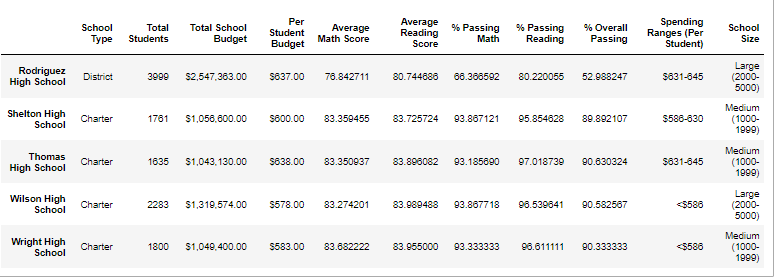 School Type Total Students Total School Budget Per Student Budget Average Math Score Average Reading Score % Passing Math % Passing Reading % Overall Passing Spending Ranges (Per Student) School Size
Rodriguez High School District 3999 $2,547,363.00 $637.00 76.842711 80.744686 66.366592 80.220055 52.988247 $631-645 Large (2000-5000)
Shelton High School Charter 1761 $1,056,600.00 $600.00 83.359455 83.725724 93.867121 95.854628 89.892107 $586-630 Medium (1000-1999)
Thomas High School Charter 1635 $1,043,130.00 $638.00 83.350937 83.896082 93.185690 97.018739 90.630324 $631-645 Medium (1000-1999)
Wilson High School Charter 2283 $1,319,574.00 $578.00 83.274201 83.989488 93.867718 96.539641 90.582567 <$586 Large (2000-5000)
Wright High School Charter 1800 $1,049,400.00 $583.00 83.682222 83.955000 93.333333 96.611111 90.333333 <$586 Medium (1000-1999)